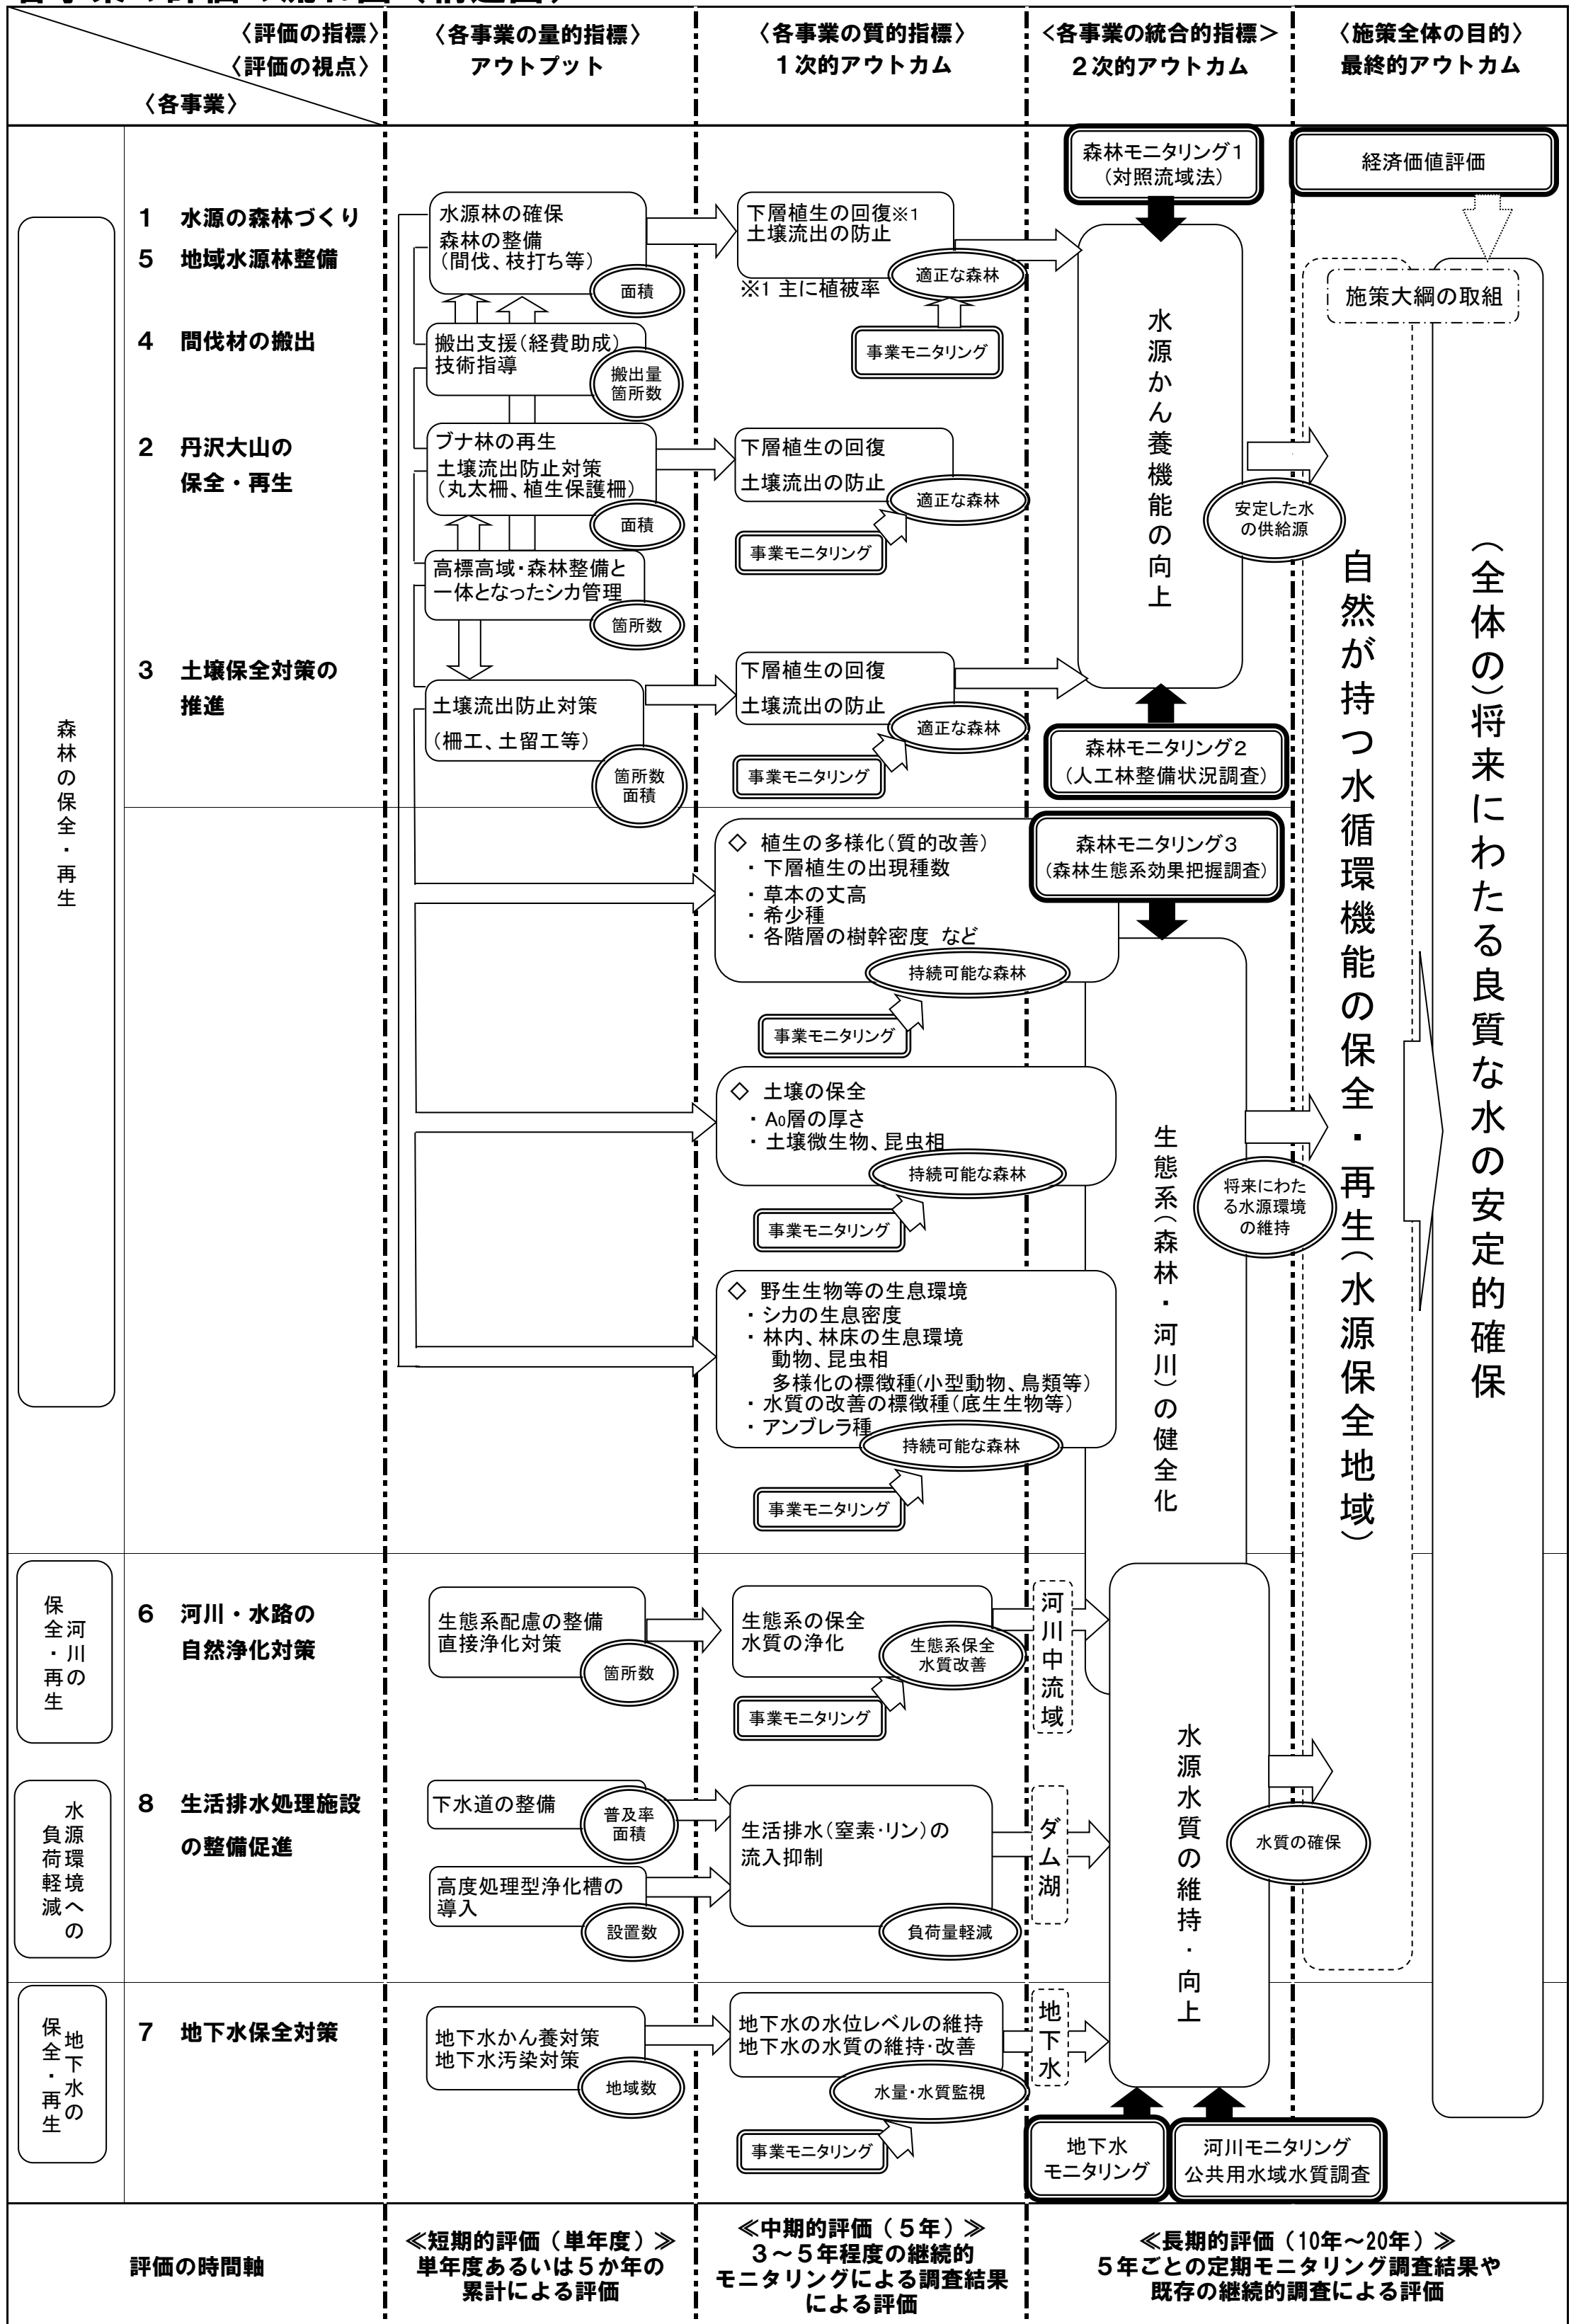 〈評価の指標〉
〈評価の視点〉
〈各事業〉
〈各事業の量的指標〉
アウトプット
〈各事業の質的指標〉
１次的アウトカム
＜各事業の統合的指標＞
２次的アウトカム
〈施策全体の目的〉
最終的アウトカム
森林の保全・再生
1 水源の森林づくり
5 地域水源林整備
4 間伐材の搬出
2 丹沢大山の
保全・再生
3 土壌保全対策の
推進
水源林の確保
森林の整備
（間伐、枝打ち等）
面積
搬出支援（経費助成）
技術指導
搬出量
箇所数
ブナ林の再生
土壌流出防止対策
（丸太柵、植生保護柵）
面積
高標高域・森林整備と
一体となったシカ管理
箇所数
土壌流出防止対策
（柵工、土留工等）
箇所数
面積
下層植生の回復※1
土壌流出の防止
適正な森林
※1 主に植被率
事業モニタリング
下層植生の回復
土壌流出の防止
適正な森林
事業モニタリング
下層植生の回復
土壌流出の防止
適正な森林
事業モニタリング
◇ 植生の多様化（質的改善）
・下層植生の出現種数
・草本の丈高
・希少種
・各階層の樹幹密度 など
持続可能な森林
事業モニタリング
◇ 土壌の保全
・A0層の厚さ
・土壌微生物、昆虫相
持続可能な森林
事業モニタリング
◇ 野生生物等の生息環境
・シカの生息密度
・林内、林床の生息環境
動物、昆虫相
多様化の標徴種(小型動物、鳥類等)
・水質の改善の標徴種（底生生物等）
・アンブレラ種
持続可能な森林
事業モニタリング
森林モニタリング１
（対照流域法）
水源かん養機能の向上
森林モニタリング２
（人工林整備状況調査）
森林モニタリング３
（森林生態系効果把握調査）
生態系（森林・河川）の健全化
経済価値評価
施策大綱の取組
安定した水
の供給源
将来にわた
る水源環境
の維持
自然が持つ水循環機能の保全・再生（水源保全地域）
（全体の）将来にわたる良質な水の安定的確保
河川の
保全・再生
6 河川・水路の
自然浄化対策
生態系配慮の整備
直接浄化対策
箇所数
生態系の保全
水質の浄化
生態系保全
水質改善
事業モニタリング
河川中流域
水源環境への
負荷軽減
8 生活排水処理施設
の整備促進
下水道の整備
普及率
面積
高度処理型浄化槽の
導入
設置数
生活排水（窒素・リン）の
流入抑制
負荷量軽減
ダム湖
水源水質の維持・向上
水質の確保
地下水の
保全・再生
7 地下水保全対策
地下水かん養対策
地下水汚染対策
地域数
地下水の水位レベルの維持
地下水の水質の維持・改善
水量・水質監視
事業モニタリング
地下水
地下水
モニタリング
河川モニタリング
公共用水域水質調査
評価の時間軸
≪短期的評価（単年度）≫
単年度あるいは５か年の
累計による評価
≪中期的評価（５年）≫
３～５年程度の継続的
モニタリングによる調査結果
による評価
≪長期的評価（10年～20年）≫
５年ごとの定期モニタリング調査結果や
既存の継続的調査による評価